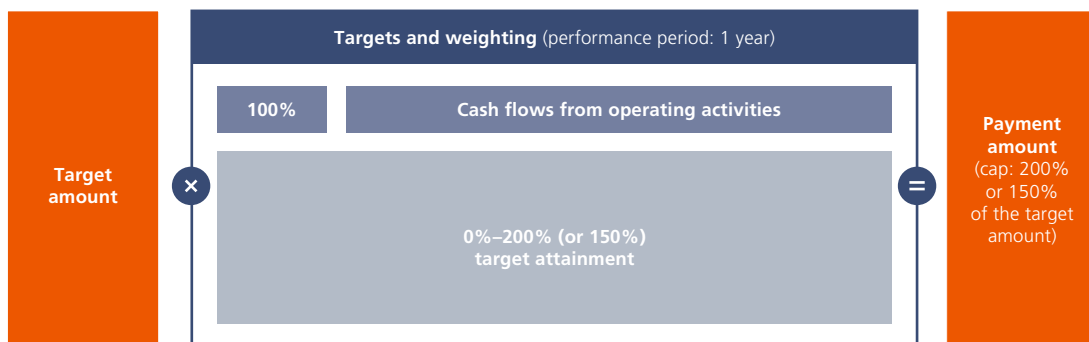 Targets and weighting (performance period: 1 year)
100%
Cash flows from operating activities
Target
amount
×
0%–200% (or 150%)
target attainment
=
Payment
amount
(cap: 200%
or 150%
of the target
amount)